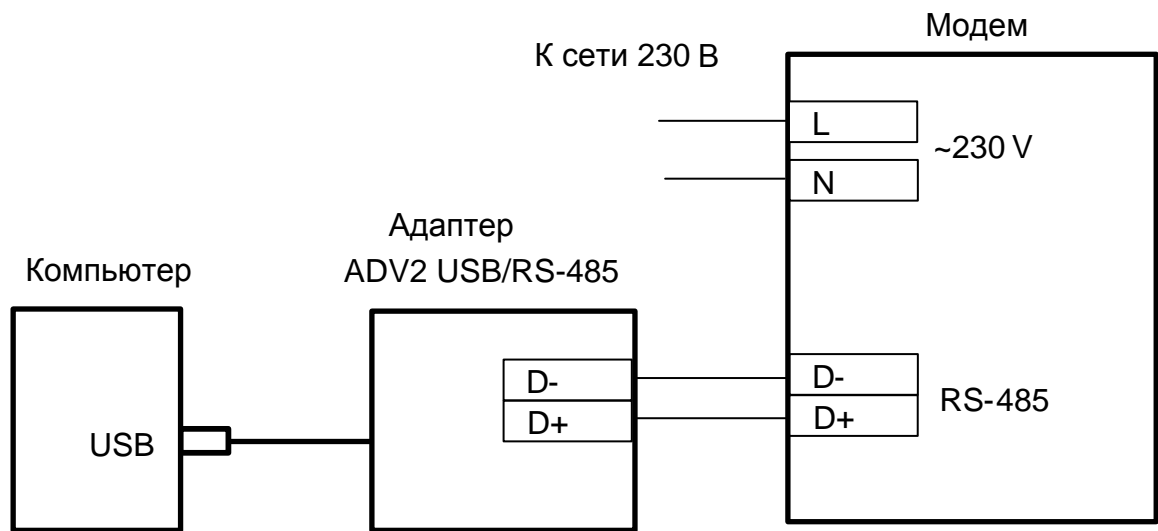 Модем
К сети 230 В
L
~230 V
N
Адаптер
ADV2 USB/RS-485
Компьютер
D-
D+
D-
D+
RS-485
USB